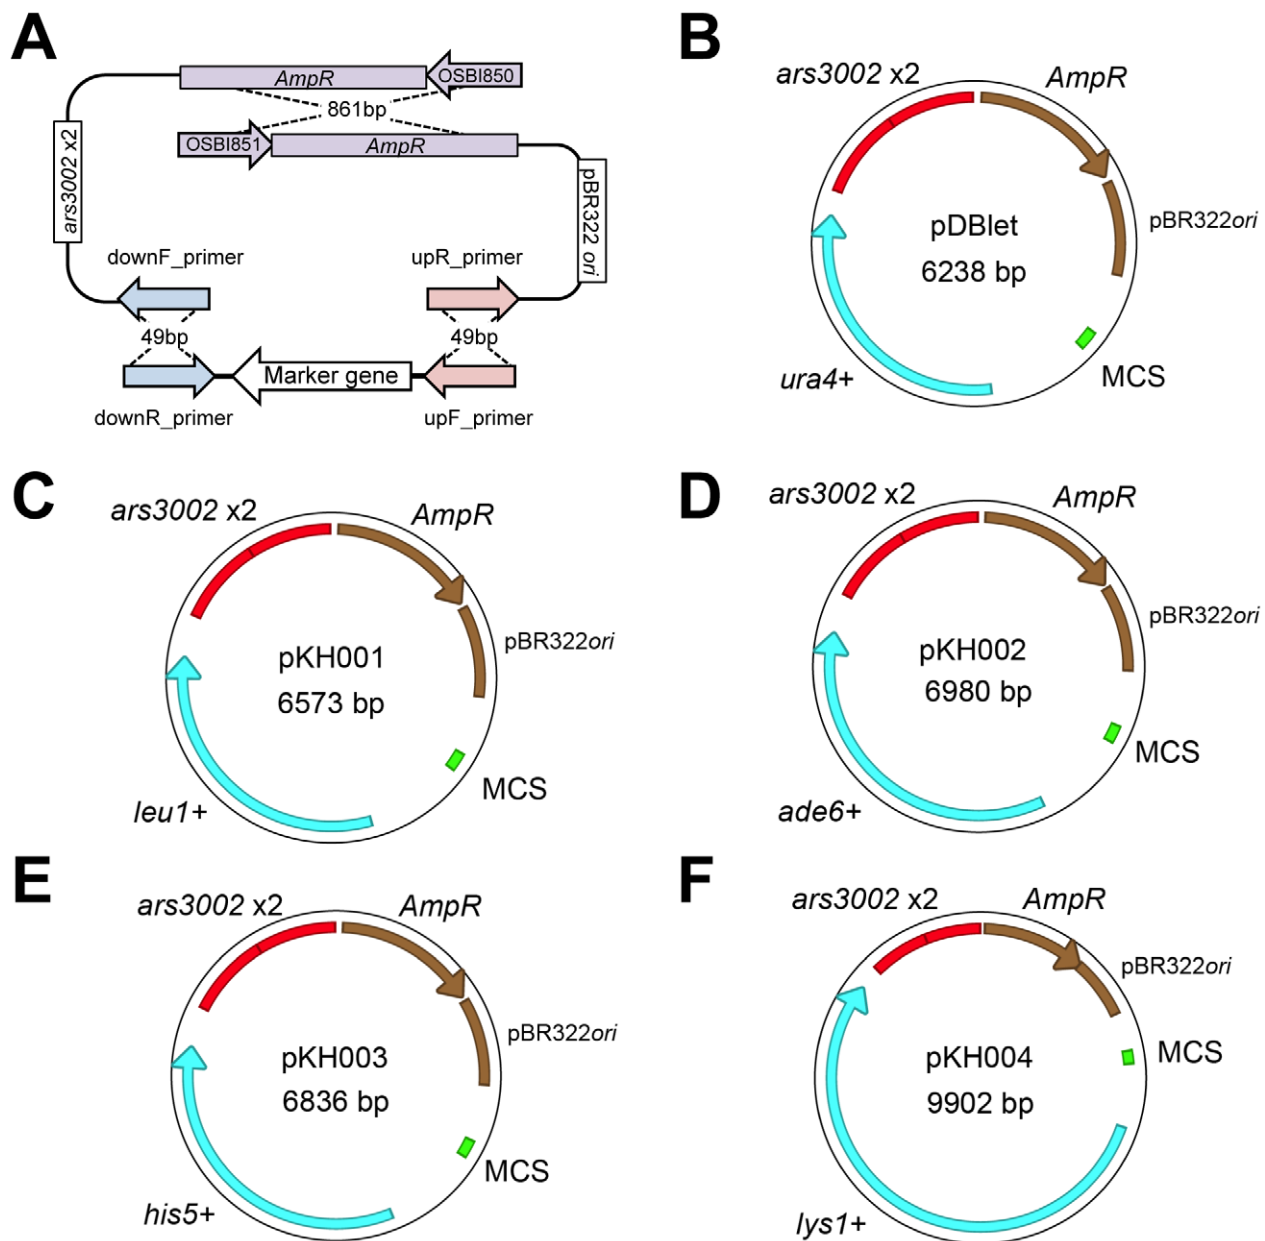 A
AmpR
OSBI850
861bp
OSBI851
AmpR
ars3002 x2
pBR322 ori
downF_primer
upR_primer
49bp
49bp
Marker gene
downR_primer
upF_primer
B
ars3002 x2
AmpR
pBR322ori
pDBlet
6238 bp
MCS
ura4+
C
ars3002 x2
AmpR
pBR322ori
pKH001
6573 bp
MCS
leu1+
D
ars3002 x2
AmpR
pBR322ori
pKH002
6980 bp
MCS
ade6+
E
ars3002 x2
AmpR
pBR322ori
pKH003
6836 bp
MCS
his5+
F
ars3002 x2
AmpR
pBR322ori
pKH004
9902 bp
MCS
lys1+